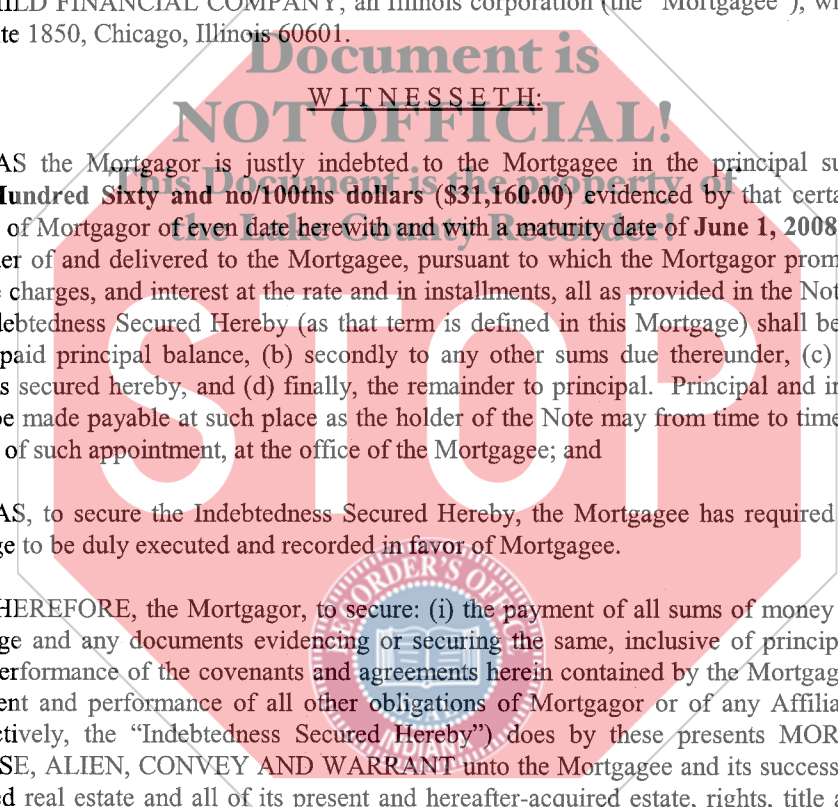 HILD FINANCIAL COMPANY, an Illinois corporation (the "Mortgagee"), wi
te 1850, Chicago, Illinois 60601.
Document is
WITNESSETH:
NOT OFFICIAL!
AS the Mortgagor is justly indebted to the Mortgagee in the principal su
This Document is the property of
Hundred Sixty and no/100ths dollars ($31,160.00) evidenced by that certa
the Lake County Recorder!
of Mortgagor of even date herewith and with a maturity date of June 1, 2008
er of and delivered to the Mortgagee, pursuant to which the Mortgagor prom
charges, and interest at the rate and in installments, all as provided in the Not
debtedness Secured Hereby (as that term is defined in this Mortgage) shall be
paid principal balance, (b) secondly to any other sums due thereunder, (c)
s secured hereby, and (d) finally, the remainder to principal. Principal and in
be made payable at such place as the holder of the Note may from time to time
of such appointment, at the office of the Mortgagee; and
STOP
AS, to secure the Indebtedness Secured Hereby, the Mortgagee has required
ge to be duly executed and recorded in favor of Mortgagee.
RECORDER'S OFFICE
HEREFORE, the Mortgagor, to secure: (i) the payment of all sums of money
ge and any documents evidencing or securing the same, inclusive of princip
erformance of the covenants and agreements herein contained by the Mortgag
ent and performance of all other obligations of Mortgagor or of any Affilia
ctively, the "Indebtedness Secured Hereby") does by these presents MOR
INDIANA
SE, ALIEN, CONVEY AND WARRANT unto the Mortgagee and its success
ed real estate and all of its present and hereafter-acquired estate, rights, title